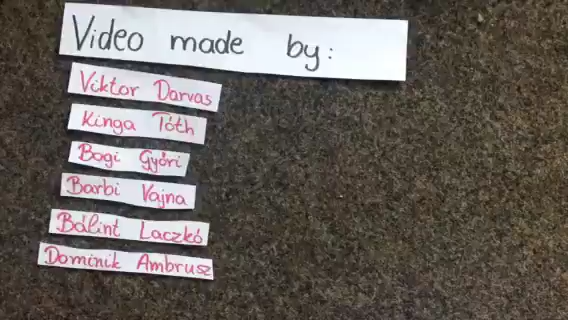 Video made by:
Viktor Darvas
Kinga Tóth
Bogi Győri
Barbi Vajna
Bálint Laczkó
Dominik Ambrusz